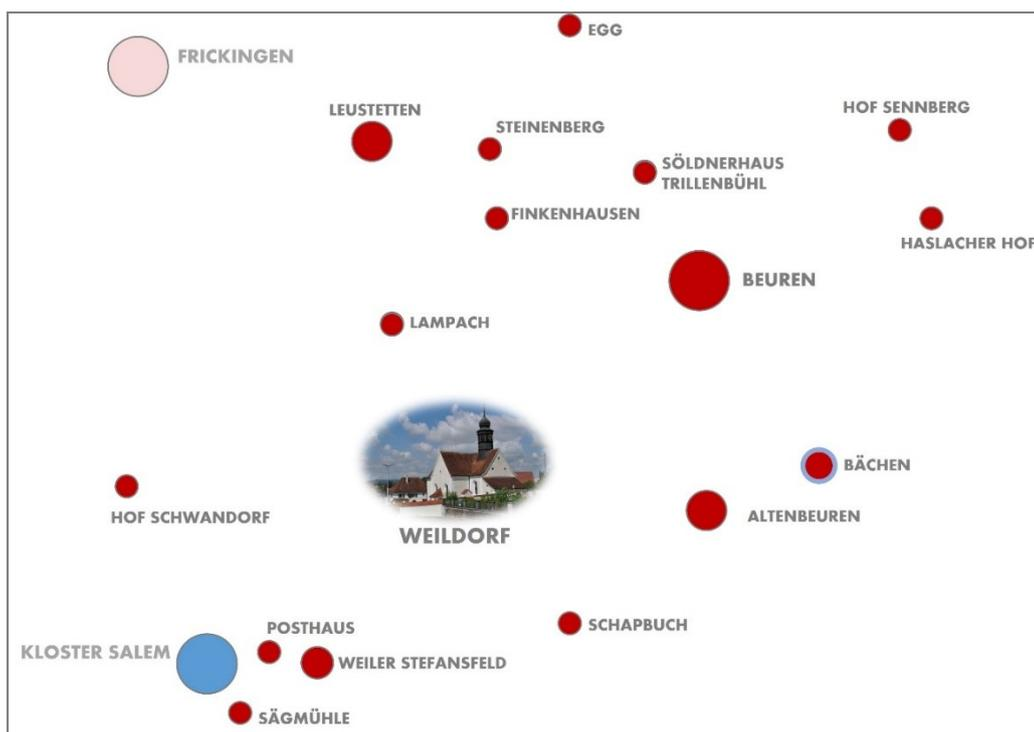 EGG
FRICKINGEN
LEUSTETTEN
HOF SENNBERG
STEINENBERG
SÖLDNERHAUS
TRILLENBÜHL
FINKENHAUSEN
HASLACHER HOF
BEUREN
LAMPACH
BÄCHEN
HOF SCHWANDORF
ALTENBEUREN
WEILDORF
POSTHAUS
SCHAPBUCH
KLOSTER SALEM
WEILER STEFANSFELD
SÄGMÜHLE